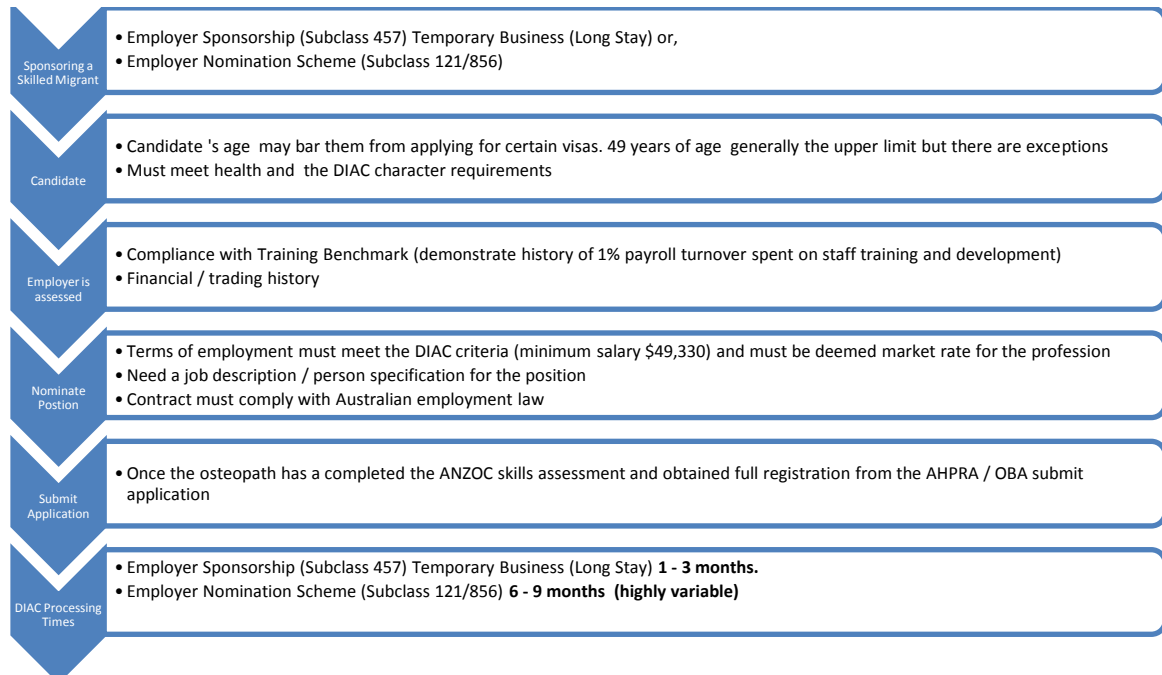 Sponsoring a
Skilled Migrant
• Employer Sponsorship (Subclass 457) Temporary Business (Long Stay) or,
• Employer Nomination Scheme (Subclass 121/856)
Candidate
• Candidate 's age may bar them from applying for certain visas. 49 years of age generally the upper limit but there are exceptions
• Must meet health and the DIAC character requirements
Employer is
assessed
• Compliance with Training Benchmark (demonstrate history of 1% payroll turnover spent on staff training and development)
• Financial / trading history
Nominate
Postion
• Terms of employment must meet the DIAC criteria (minimum salary $49,330) and must be deemed market rate for the profession
• Need a job description / person specification for the position
• Contract must comply with Australian employment law
Submit
Application
• Once the osteopath has a completed the ANZOC skills assessment and obtained full registration from the AHPRA / OBA submit
application
DIAC Processing
Times
• Employer Sponsorship (Subclass 457) Temporary Business (Long Stay) 1 - 3 months.
• Employer Nomination Scheme (Subclass 121/856) 6 - 9 months (highly variable)